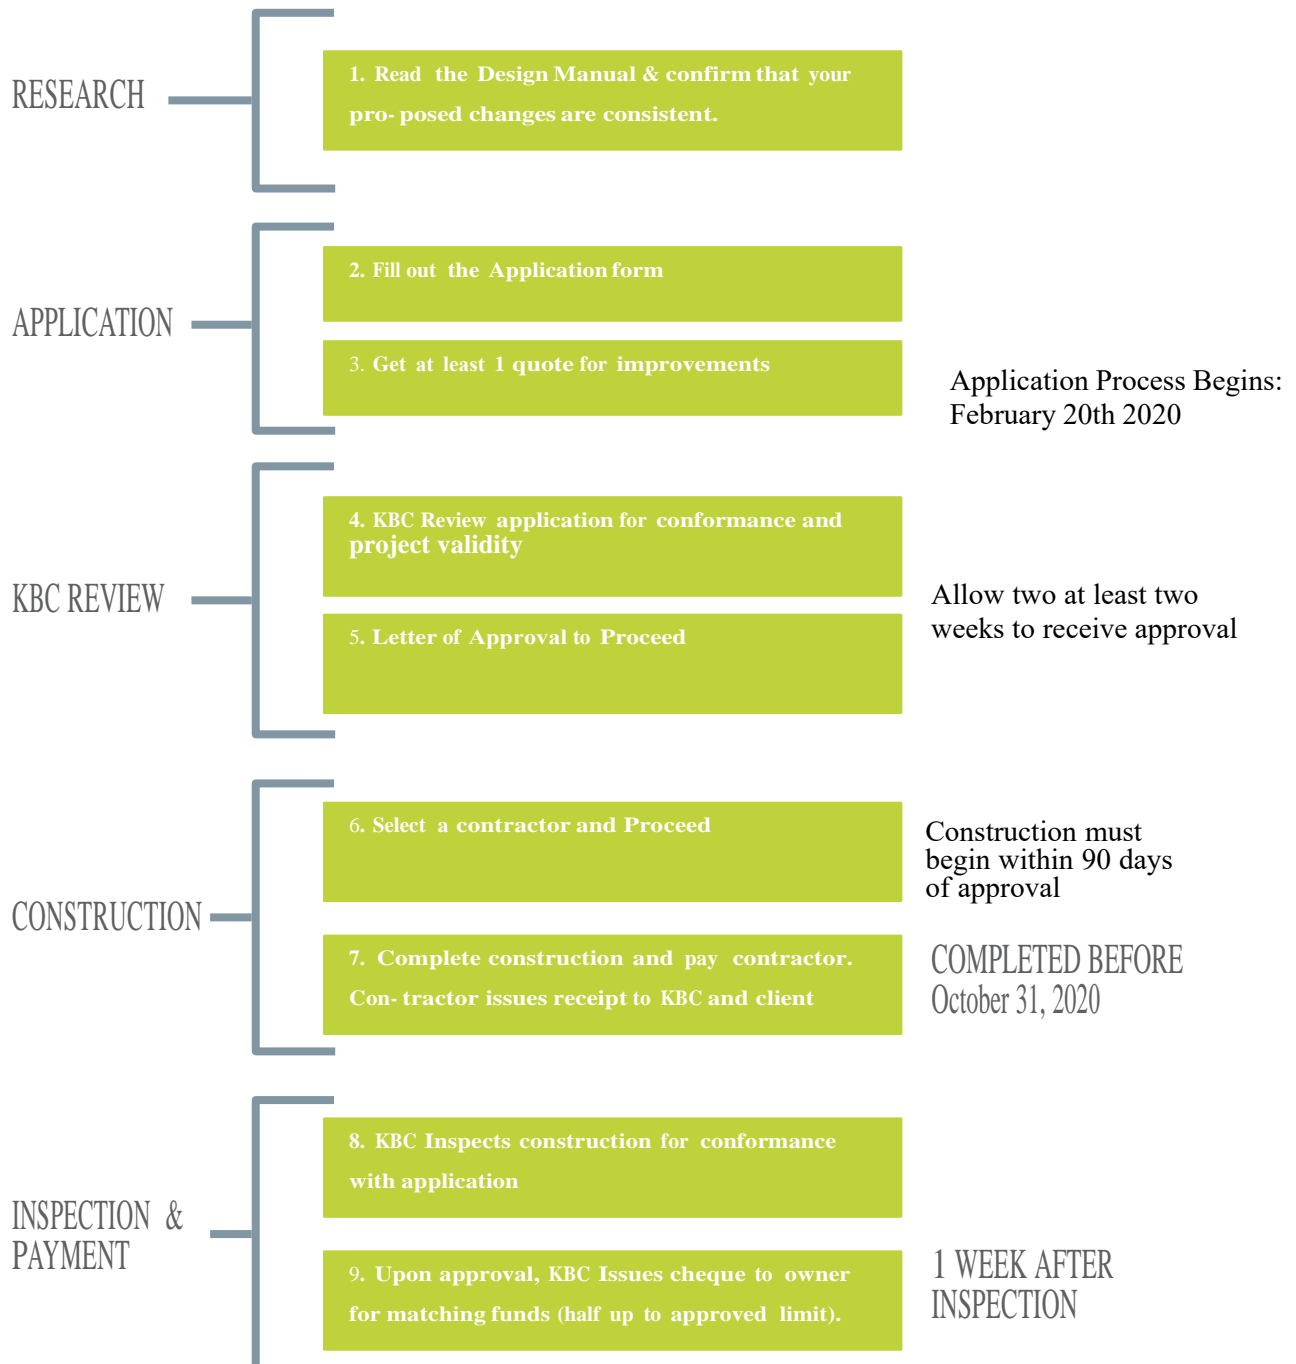 RESEARCH
1. Read the Design Manual & confirm that your
pro- posed changes are consistent.
APPLICATION
2. Fill out the Application form
3. Get at least 1 quote for improvements
Application Process Begins:
February 20th 2020
KBC REVIEW
4. KBC Review application for conformance and
project validity
5. Letter of Approval to Proceed
Allow two at least two
weeks to receive approval
CONSTRUCTION
6. Select a contractor and Proceed
Construction must
begin within 90 days
of approval
7. Complete construction and pay contractor.
Con- tractor issues receipt to KBC and client
COMPLETED BEFORE
October 31, 2020
INSPECTION &
PAYMENT
8. KBC Inspects construction for conformance
with application
9. Upon approval, KBC Issues cheque to owner
for matching funds (half up to approved limit).
1 WEEK AFTER
INSPECTION